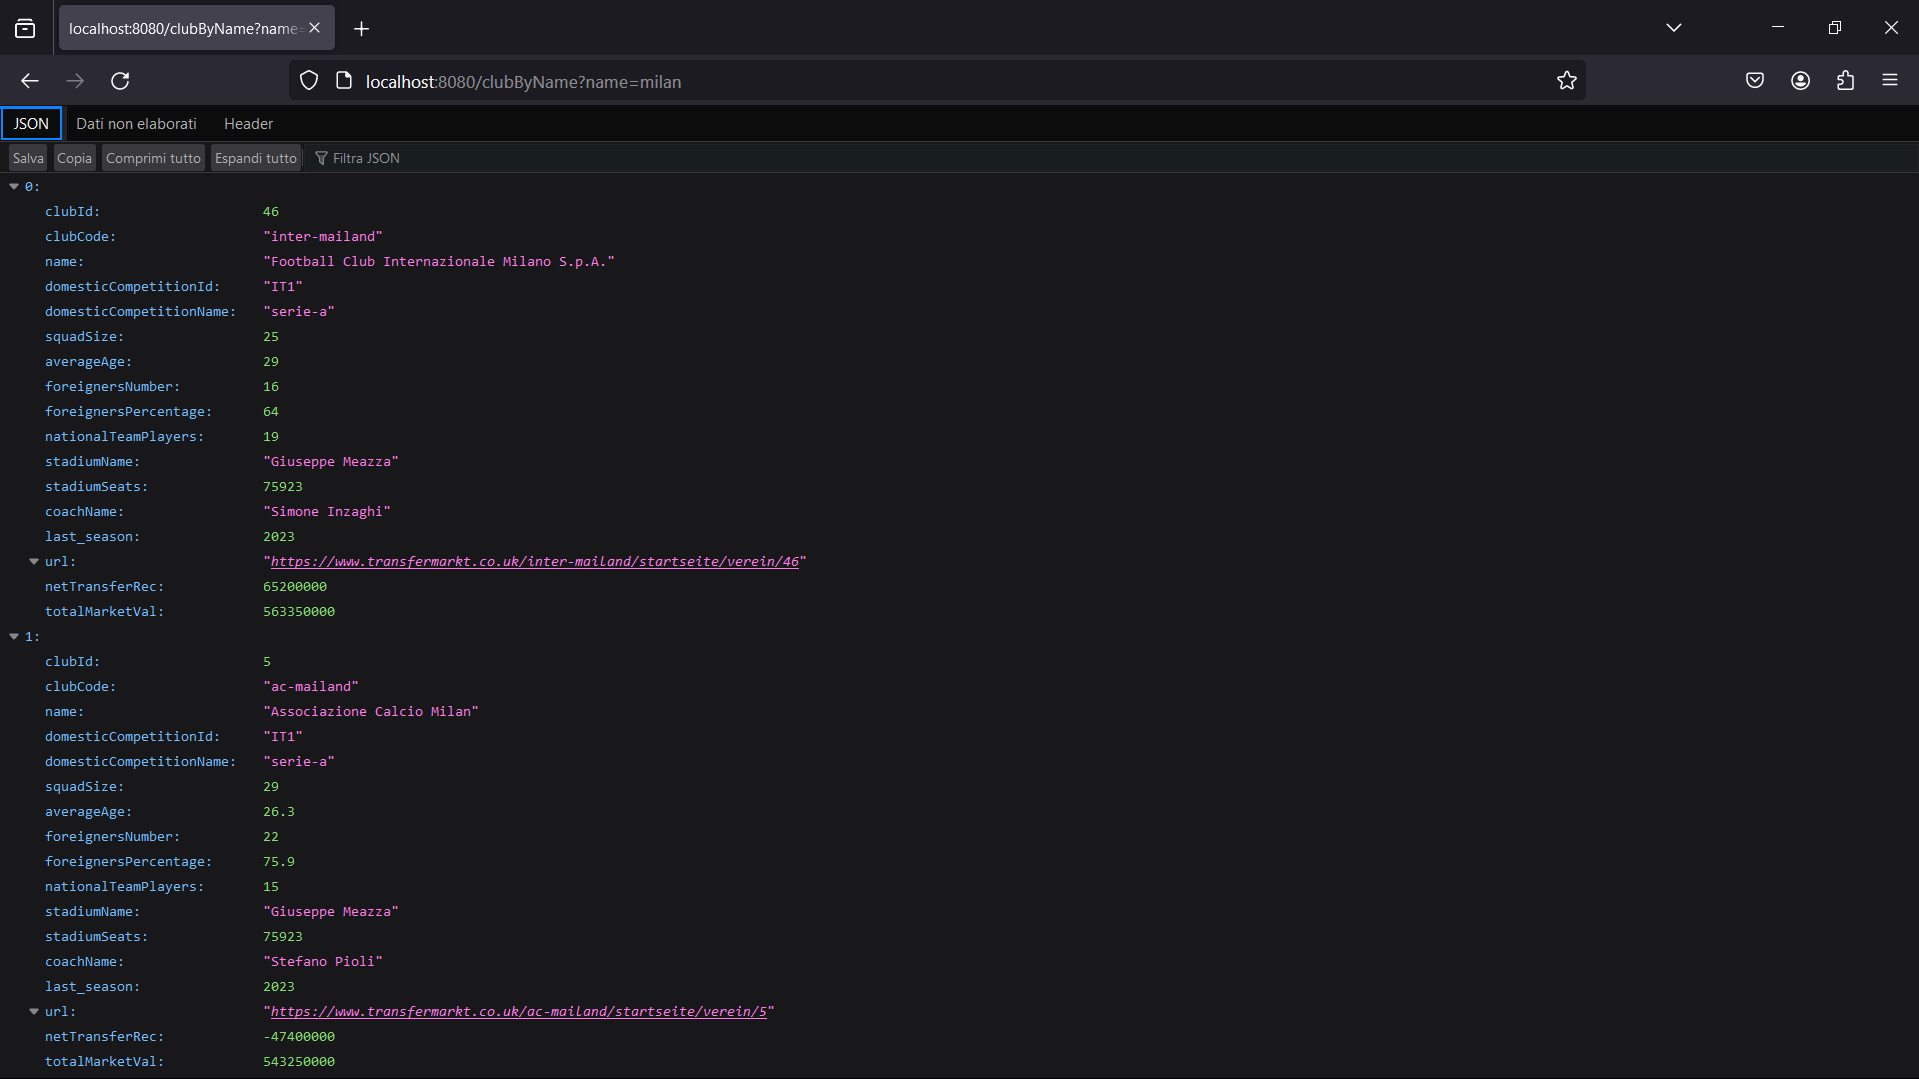 localhost:8080/clubByName?name=
localhost:8080/clubByName?name=milan
JSON Dati non elaborati Header
Salva Copia Comprimi tutto Espandi tutto Filtra JSON
0:
clubId: 46
clubCode: "inter-mailand"
name: "Football Club Internazionale Milano S.p.A."
domesticCompetitionId: "IT1"
domesticCompetitionName: "serie-a"
squadSize: 25
averageAge: 29
foreignersNumber: 16
foreignersPercentage: 64
nationalTeamPlayers: 19
stadiumName: "Giuseppe Meazza"
stadiumSeats: 75923
coachName: "Simone Inzaghi"
last_season: 2023
url: "https://www.transfermarkt.co.uk/inter-mailand/startseite/verein/46"
netTransferRec: 65200000
totalMarketVal: 563350000
1:
clubId: 5
clubCode: "ac-mailand"
name: "Associazione Calcio Milan"
domesticCompetitionId: "IT1"
domesticCompetitionName: "serie-a"
squadSize: 29
averageAge: 26.3
foreignersNumber: 22
foreignersPercentage: 75.9
nationalTeamPlayers: 15
stadiumName: "Giuseppe Meazza"
stadiumSeats: 75923
coachName: "Stefano Pioli"
last_season: 2023
url: "https://www.transfermarkt.co.uk/ac-mailand/startseite/verein/5"
netTransferRec: -47400000
totalMarketVal: 543250000